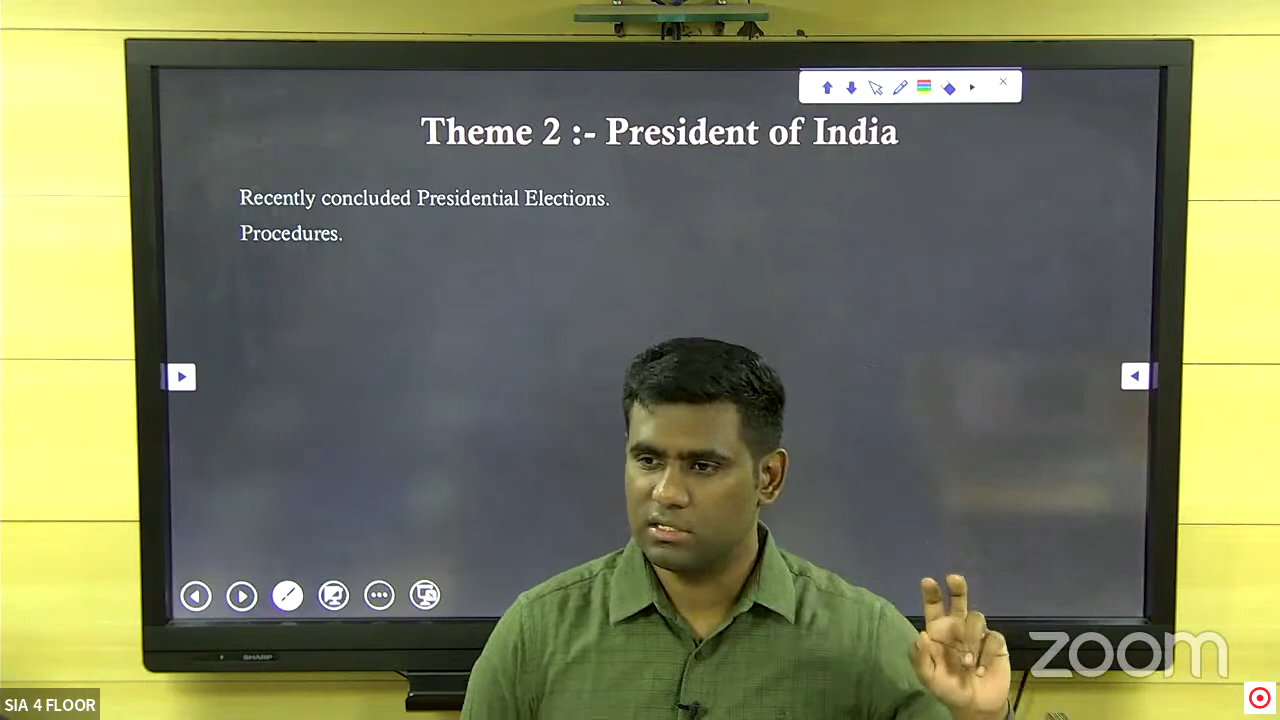 Theme 2 :- President of India
Recently concluded Presidential Elections.
Procedures.
SHARP
zoom
SIA 4 FLOOR